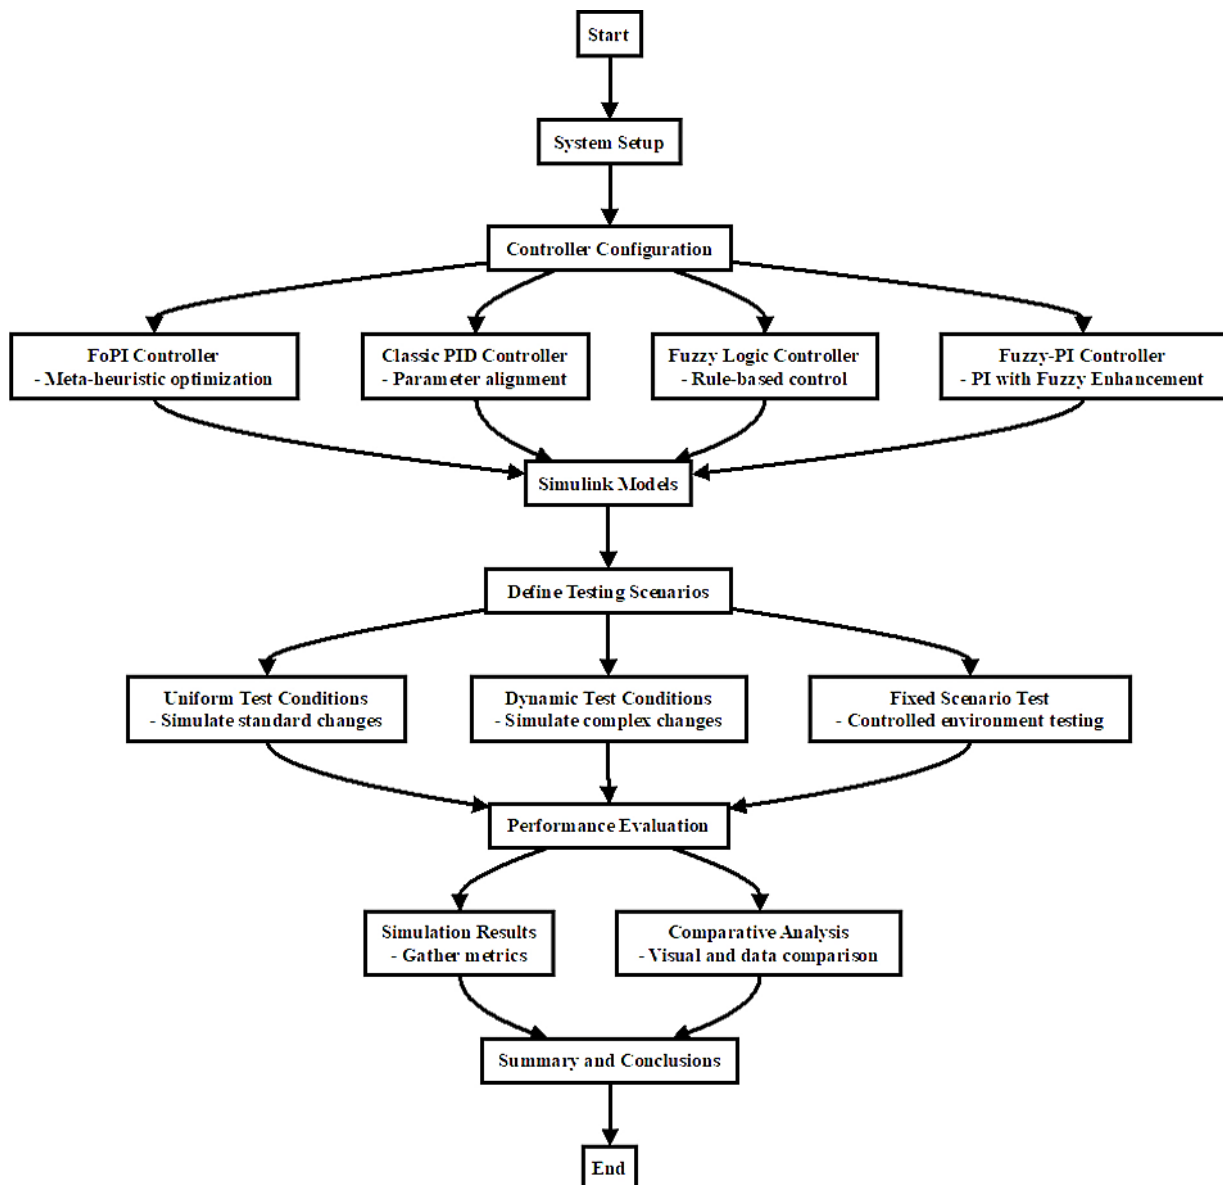 Start
System Setup
Controller Configuration
FoPI Controller
- Meta-heuristic optimization
Classic PID Controller
- Parameter alignment
Fuzzy Logic Controller
- Rule-based control
Fuzzy-PI Controller
- PI with Fuzzy Enhancement
Simulink Models
Define Testing Scenarios
Uniform Test Conditions
- Simulate standard changes
Dynamic Test Conditions
- Simulate complex changes
Fixed Scenario Test
- Controlled environment testing
Performance Evaluation
Simulation Results
- Gather metrics
Comparative Analysis
- Visual and data comparison
Summary and Conclusions
End